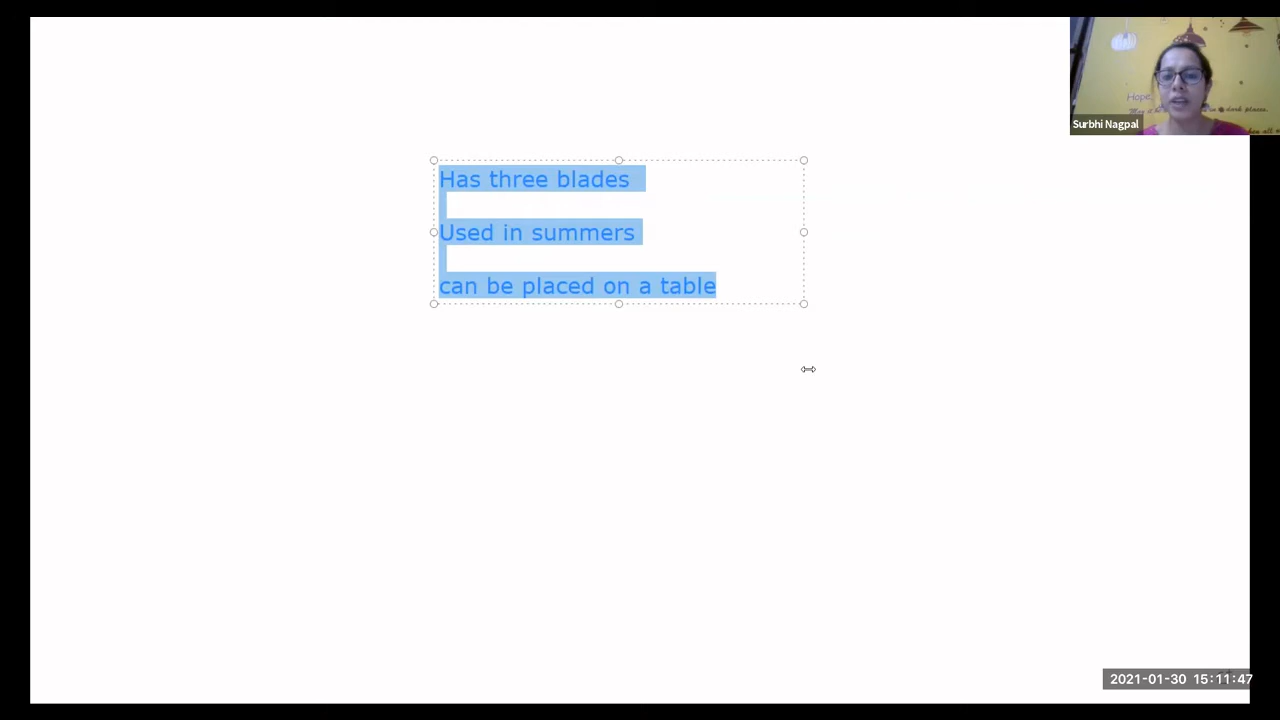 Hope,
Surbhi Nagpal
Has three blades
Used in summers
can be placed on a table
2021-01-30 15:11:47